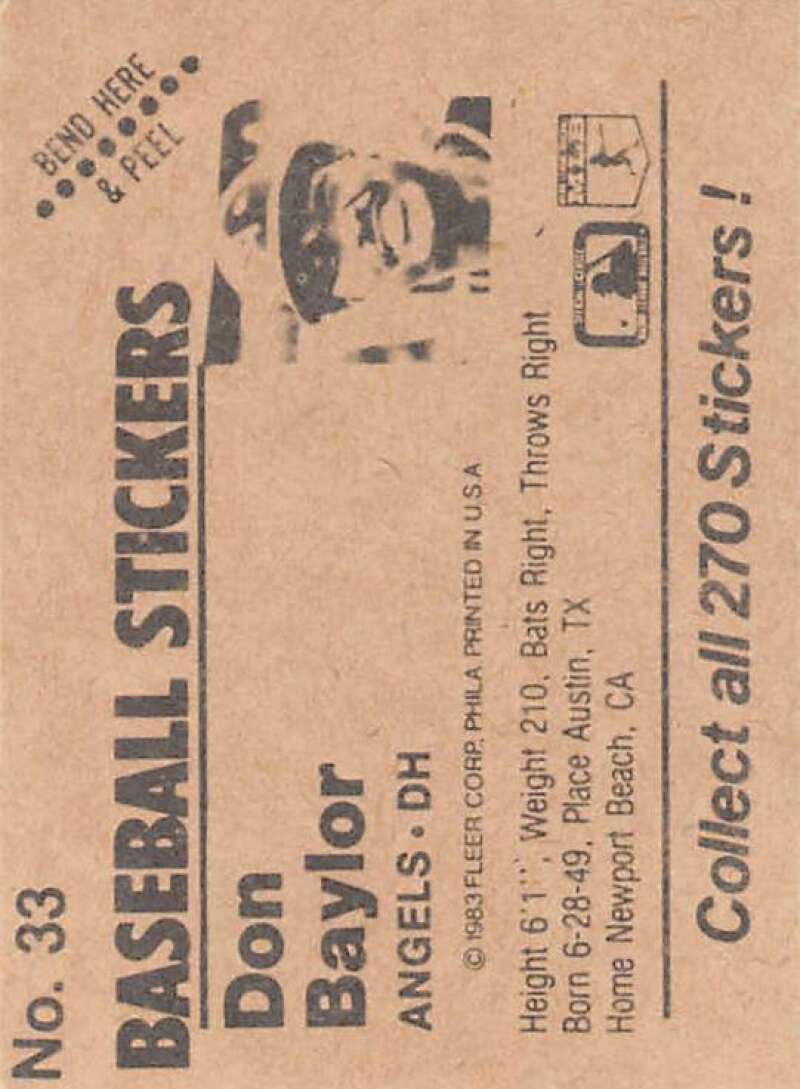 No. 33
BEND HERE
& PEEL
BASEBALL STICKERS
Don
Baylor
ANGELS • DH
© 1983 FLEER CORP. PHILA PRINTED IN U.S.A
Height 6'1"', Weight 210, Bats Right, Throws Right
Born 6-28-49, Place Austin, TX
Home Newport Beach, CA
Collect all 270 Stickers!